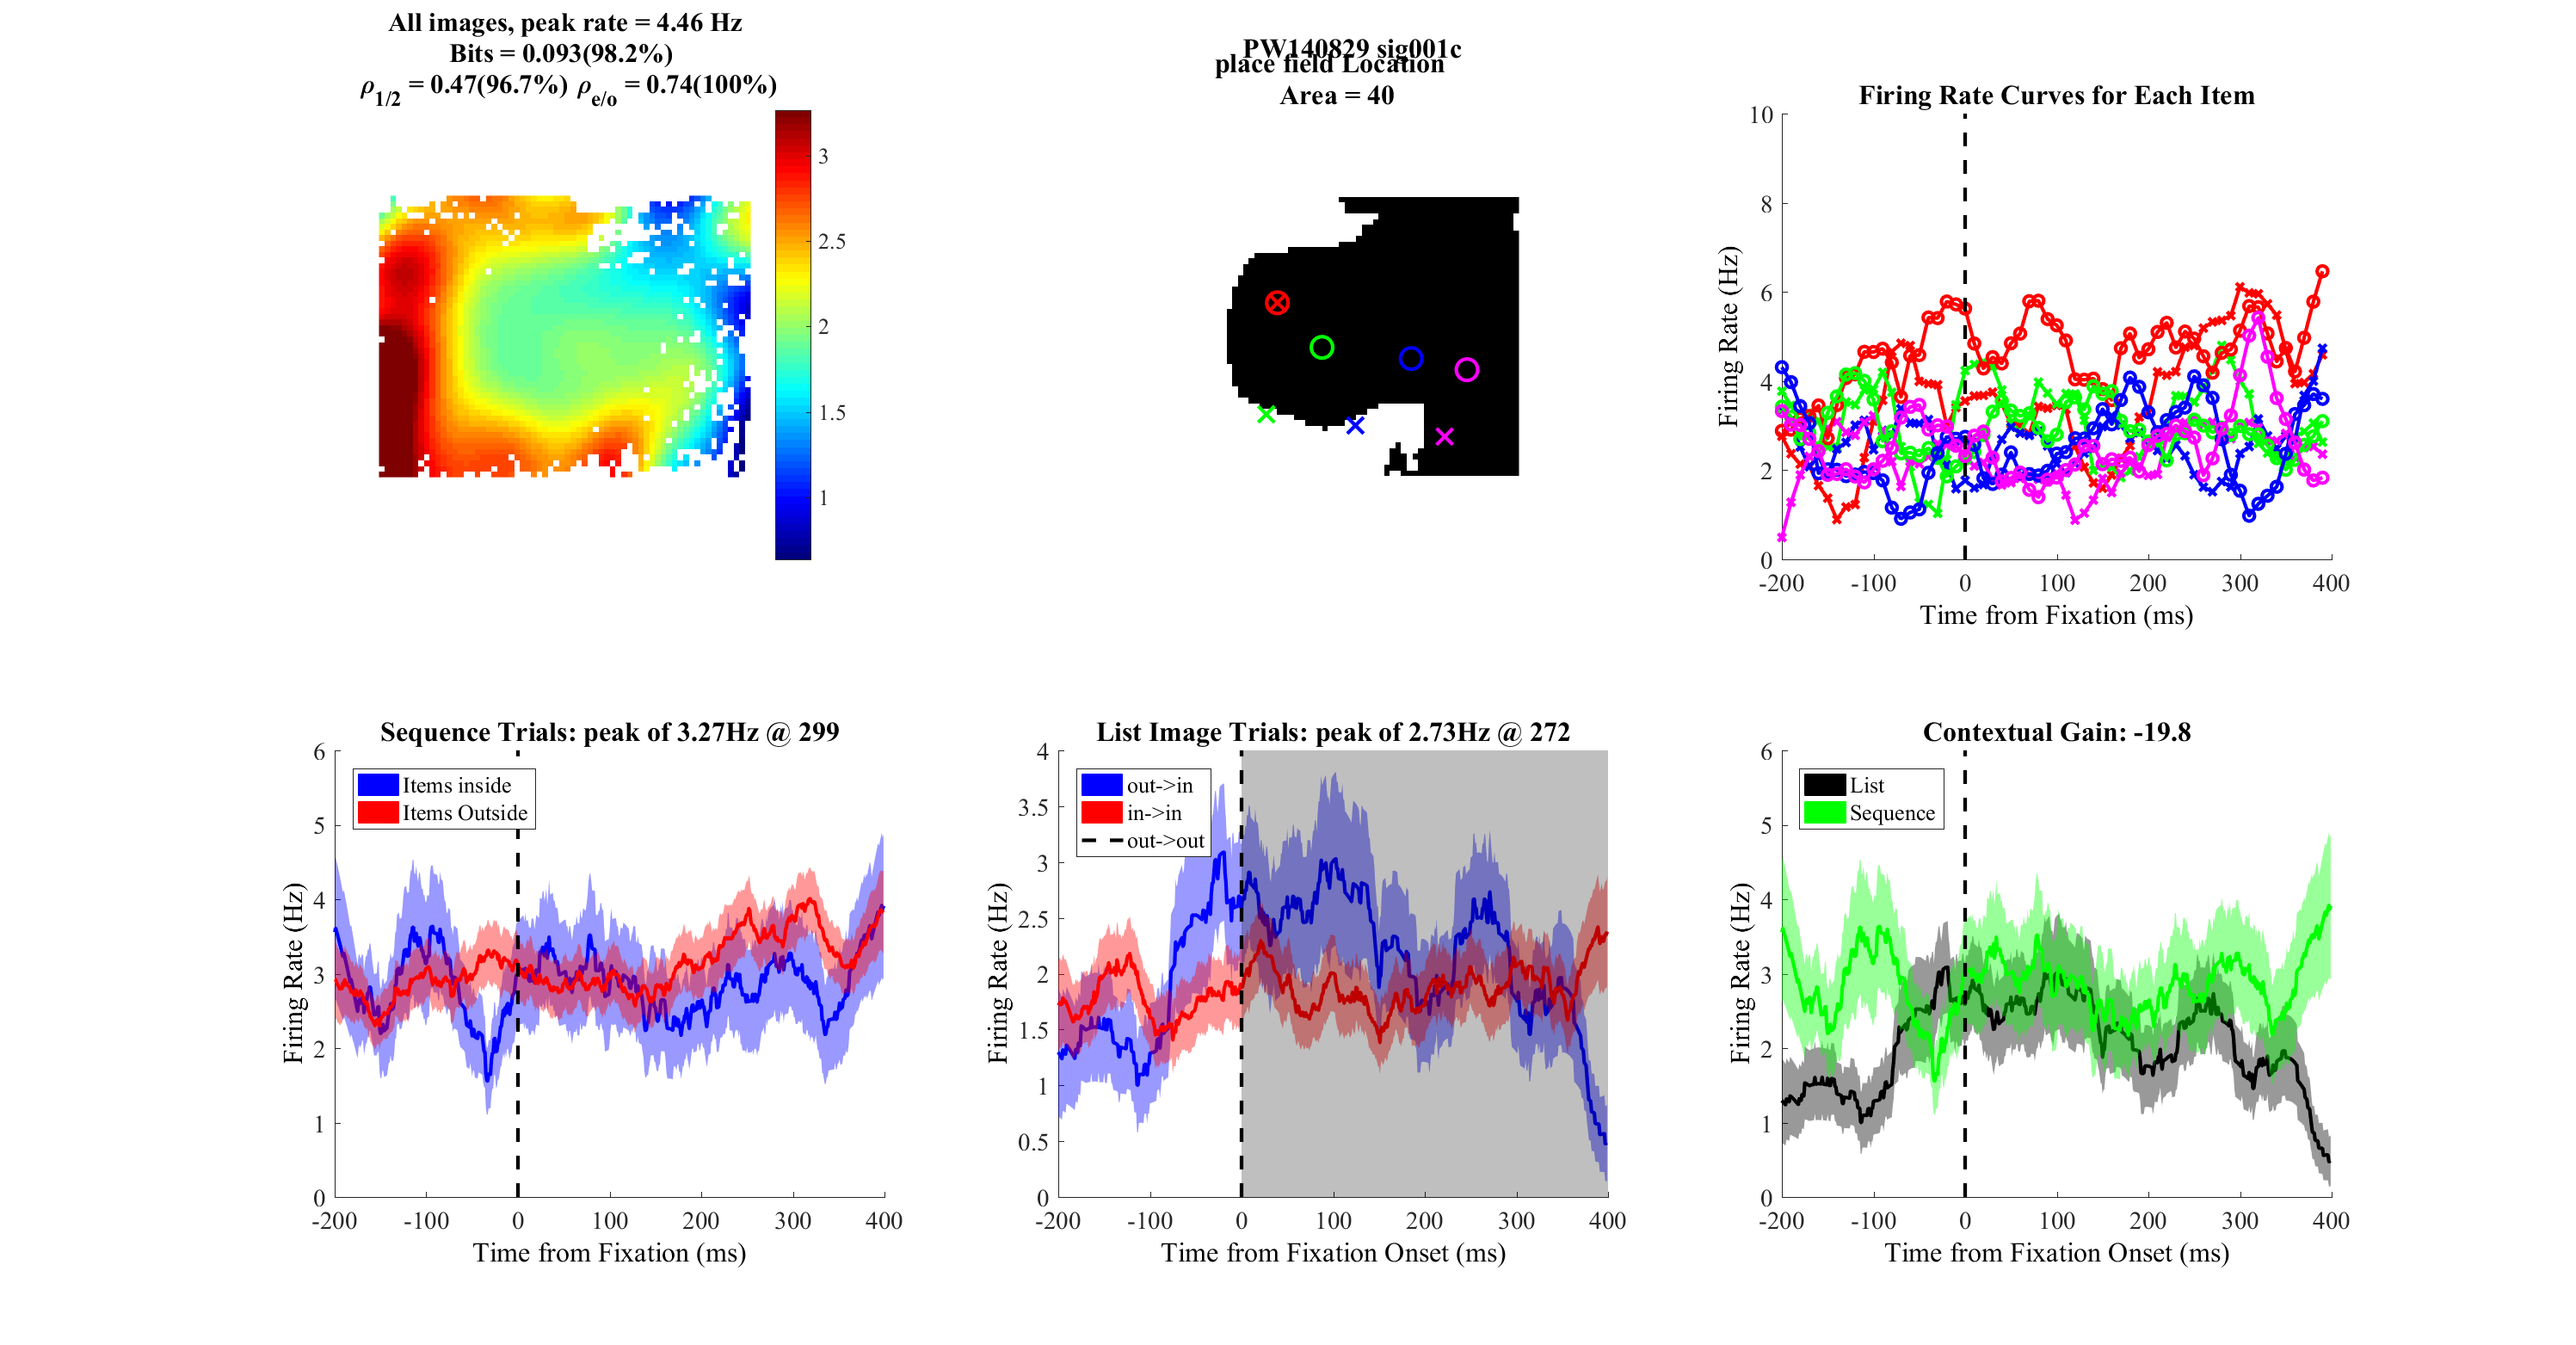 All images, peak rate = 4.46 Hz
Bits = 0.093(98.2%)
ρ1/2 = 0.47(96.7%) ρe/o = 0.74(100%)
3
2.5
2
1.5
1
PW140829 sig001c
place field Location
Area = 40
Firing Rate Curves for Each Item
10
8
6
4
2
0
-200 -100 0 100 200 300 400
Firing Rate (Hz)
Time from Fixation (ms)
Sequence Trials: peak of 3.27Hz @ 299
Items inside
Items Outside
6
5
4
3
2
1
0
-200 -100 0 100 200 300 400
Firing Rate (Hz)
Time from Fixation (ms)
List Image Trials: peak of 2.73Hz @ 272
out->in
in->in
out->out
4
3.5
3
2.5
2
1.5
1
0.5
0
-200 -100 0 100 200 300 400
Firing Rate (Hz)
Time from Fixation Onset (ms)
Contextual Gain: -19.8
List
Sequence
6
5
4
3
2
1
0
-200 -100 0 100 200 300 400
Firing Rate (Hz)
Time from Fixation Onset (ms)